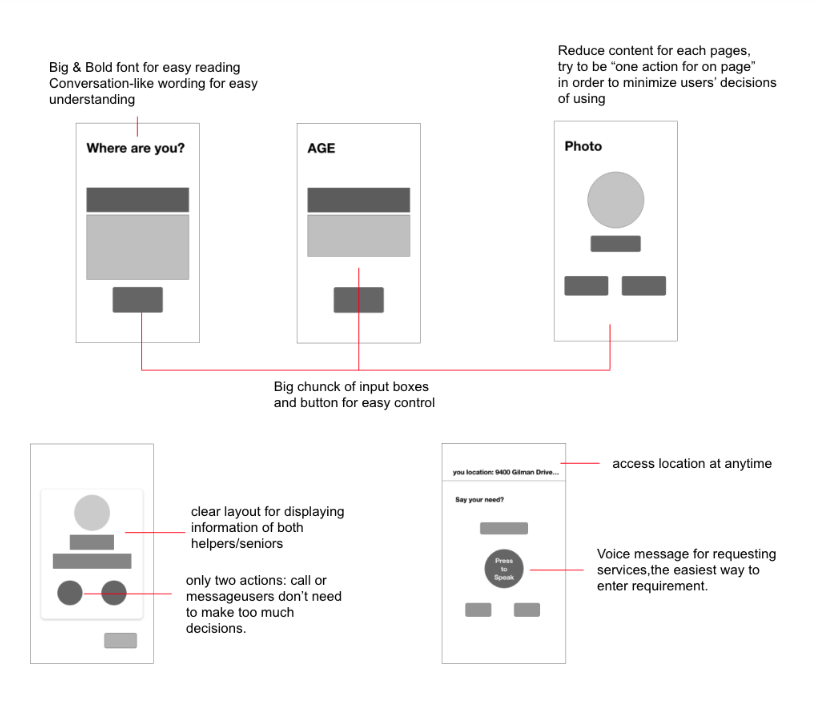 Big & Bold font for easy reading
Conversation-like wording for easy
understanding
Reduce content for each pages,
try to be “one action for on page”
in order to minimize users’ decisions
of using
Where are you?
AGE
Photo
Big chunck of input boxes
and button for easy control
you location: 9400 Gilman Drive...
access location at anytime
Say your need?
clear layout for displaying
information of both
helpers/seniors
Press
to
Speak
Voice message for requesting
services,the easiest way to
enter requirement.
only two actions: call or
messageusers don’t need
to make too much
decisions.